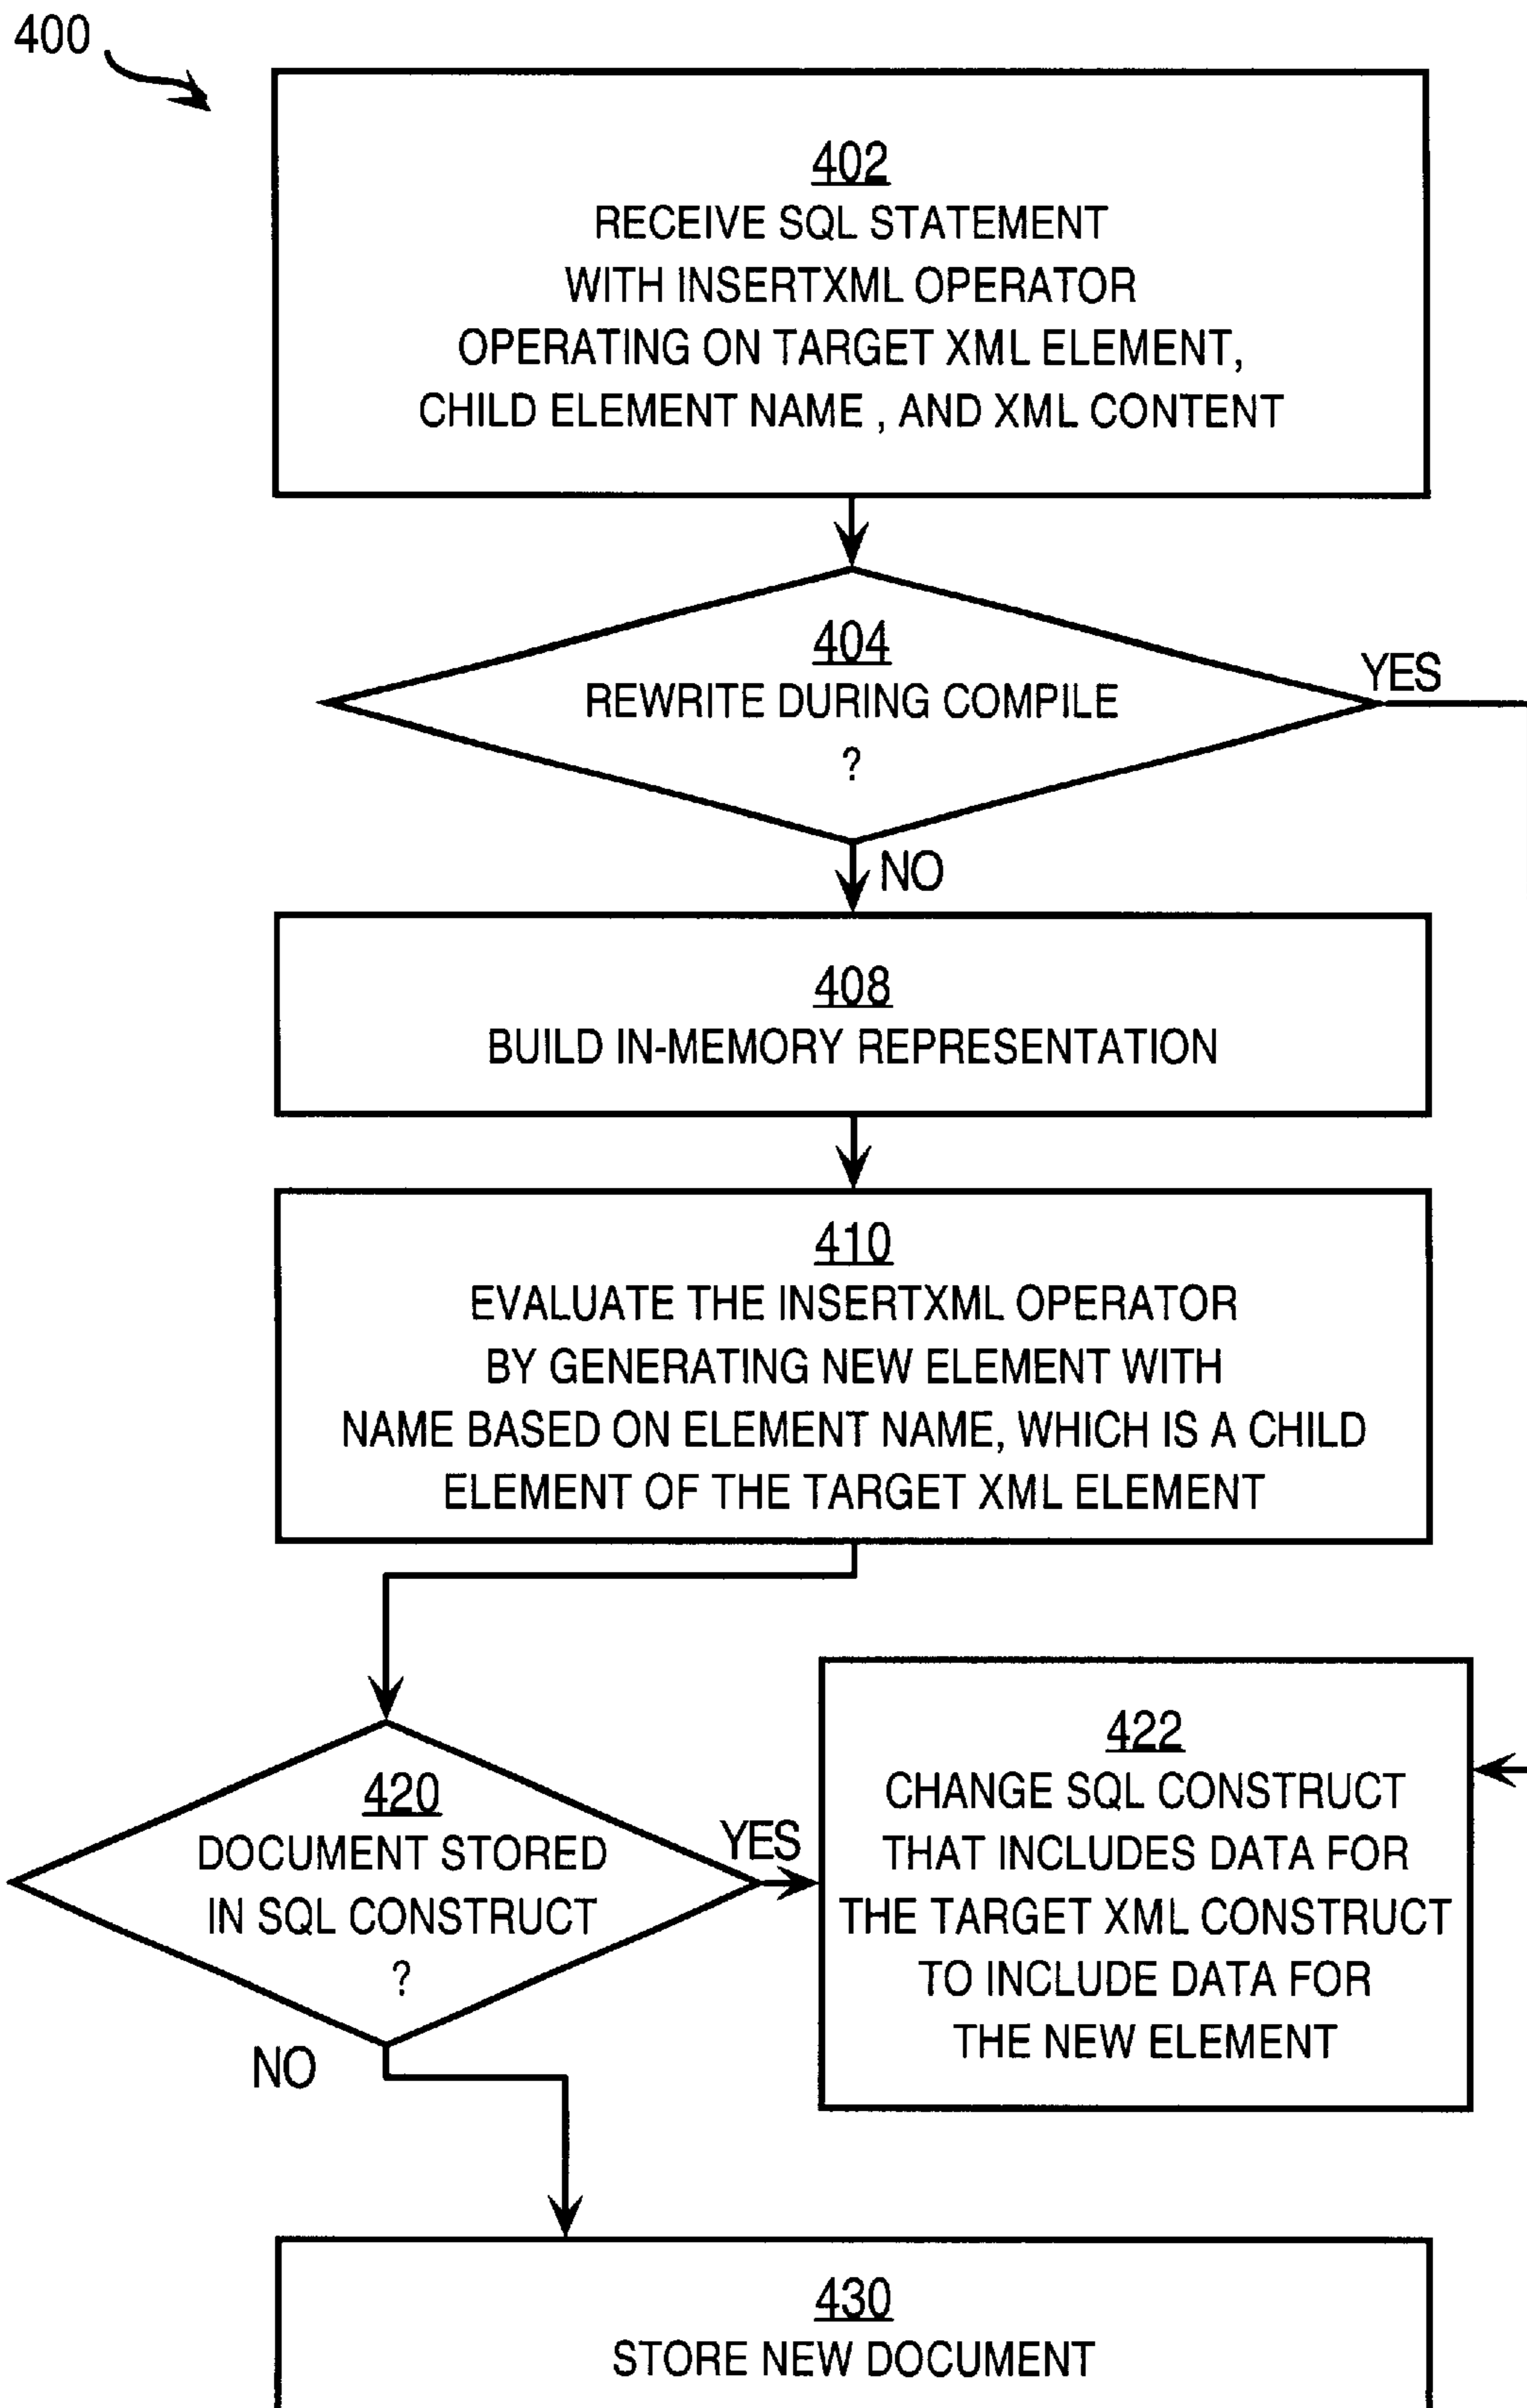 400
402
RECEIVE SQL STATEMENT
WITH INSERTXML OPERATOR
OPERATING ON TARGET XML ELEMENT,
CHILD ELEMENT NAME , AND XML CONTENT
404
REWRITE DURING COMPILE
?
YES
NO
408
BUILD IN-MEMORY REPRESENTATION
410
EVALUATE THE INSERTXML OPERATOR
BY GENERATING NEW ELEMENT WITH
NAME BASED ON ELEMENT NAME, WHICH IS A CHILD
ELEMENT OF THE TARGET XML ELEMENT
420
DOCUMENT STORED
IN SQL CONSTRUCT
?
YES
NO
422
CHANGE SQL CONSTRUCT
THAT INCLUDES DATA FOR
THE TARGET XML CONSTRUCT
TO INCLUDE DATA FOR
THE NEW ELEMENT
430
STORE NEW DOCUMENT